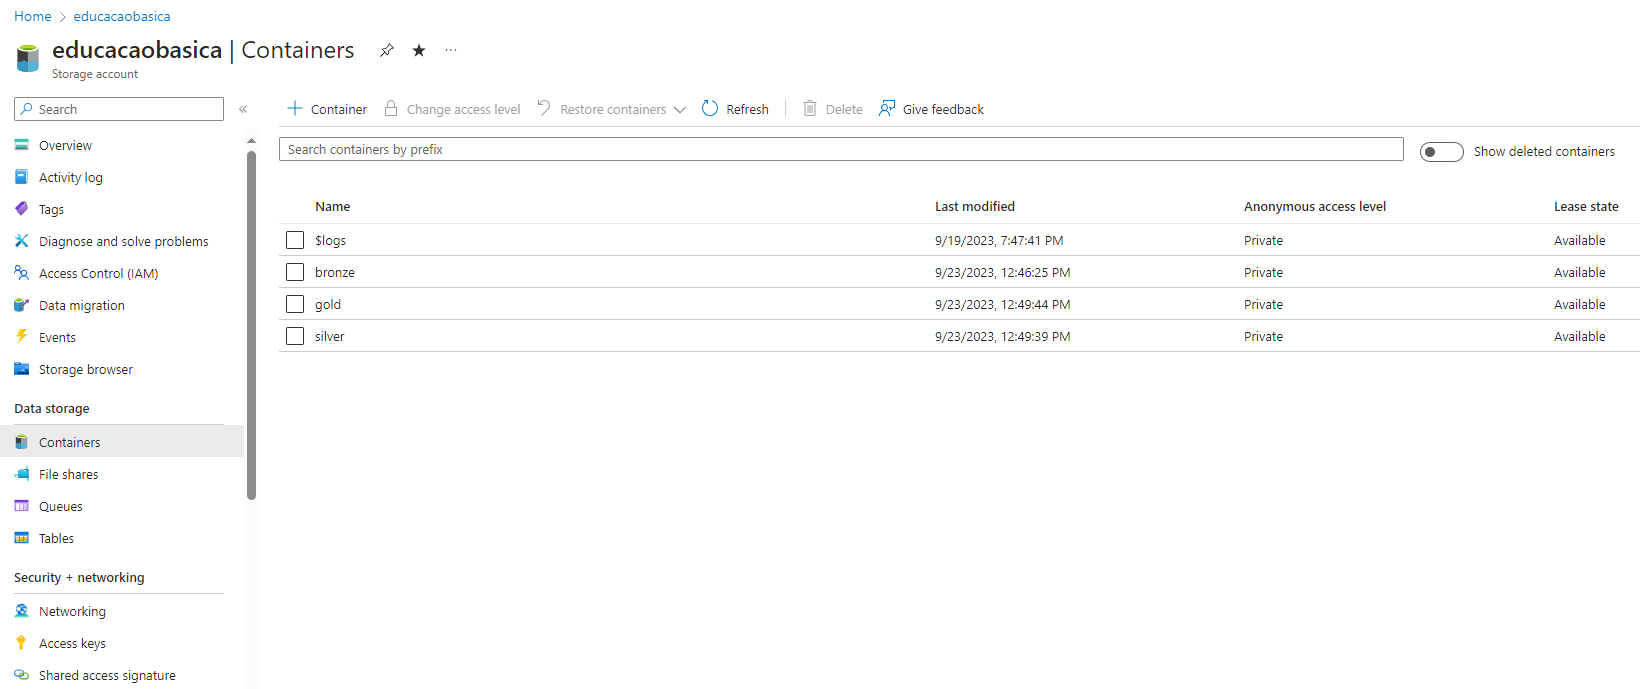 Home > educacaobasica
educacaobasica | Containers
Storage account
Search
Overview
Activity log
Tags
Diagnose and solve problems
Access Control (IAM)
Data migration
Events
Storage browser
Data storage
Containers
File shares
Queues
Tables
Security + networking
Networking
Access keys
Shared access signature
Container Change access level Restore containers Refresh Delete Give feedback
Search containers by prefix Show deleted containers
Name Last modified Anonymous access level Lease state
$logs 9/19/2023, 7:47:41 PM Private Available
bronze 9/23/2023, 12:46:25 PM Private Available
gold 9/23/2023, 12:49:44 PM Private Available
silver 9/23/2023, 12:49:39 PM Private Available